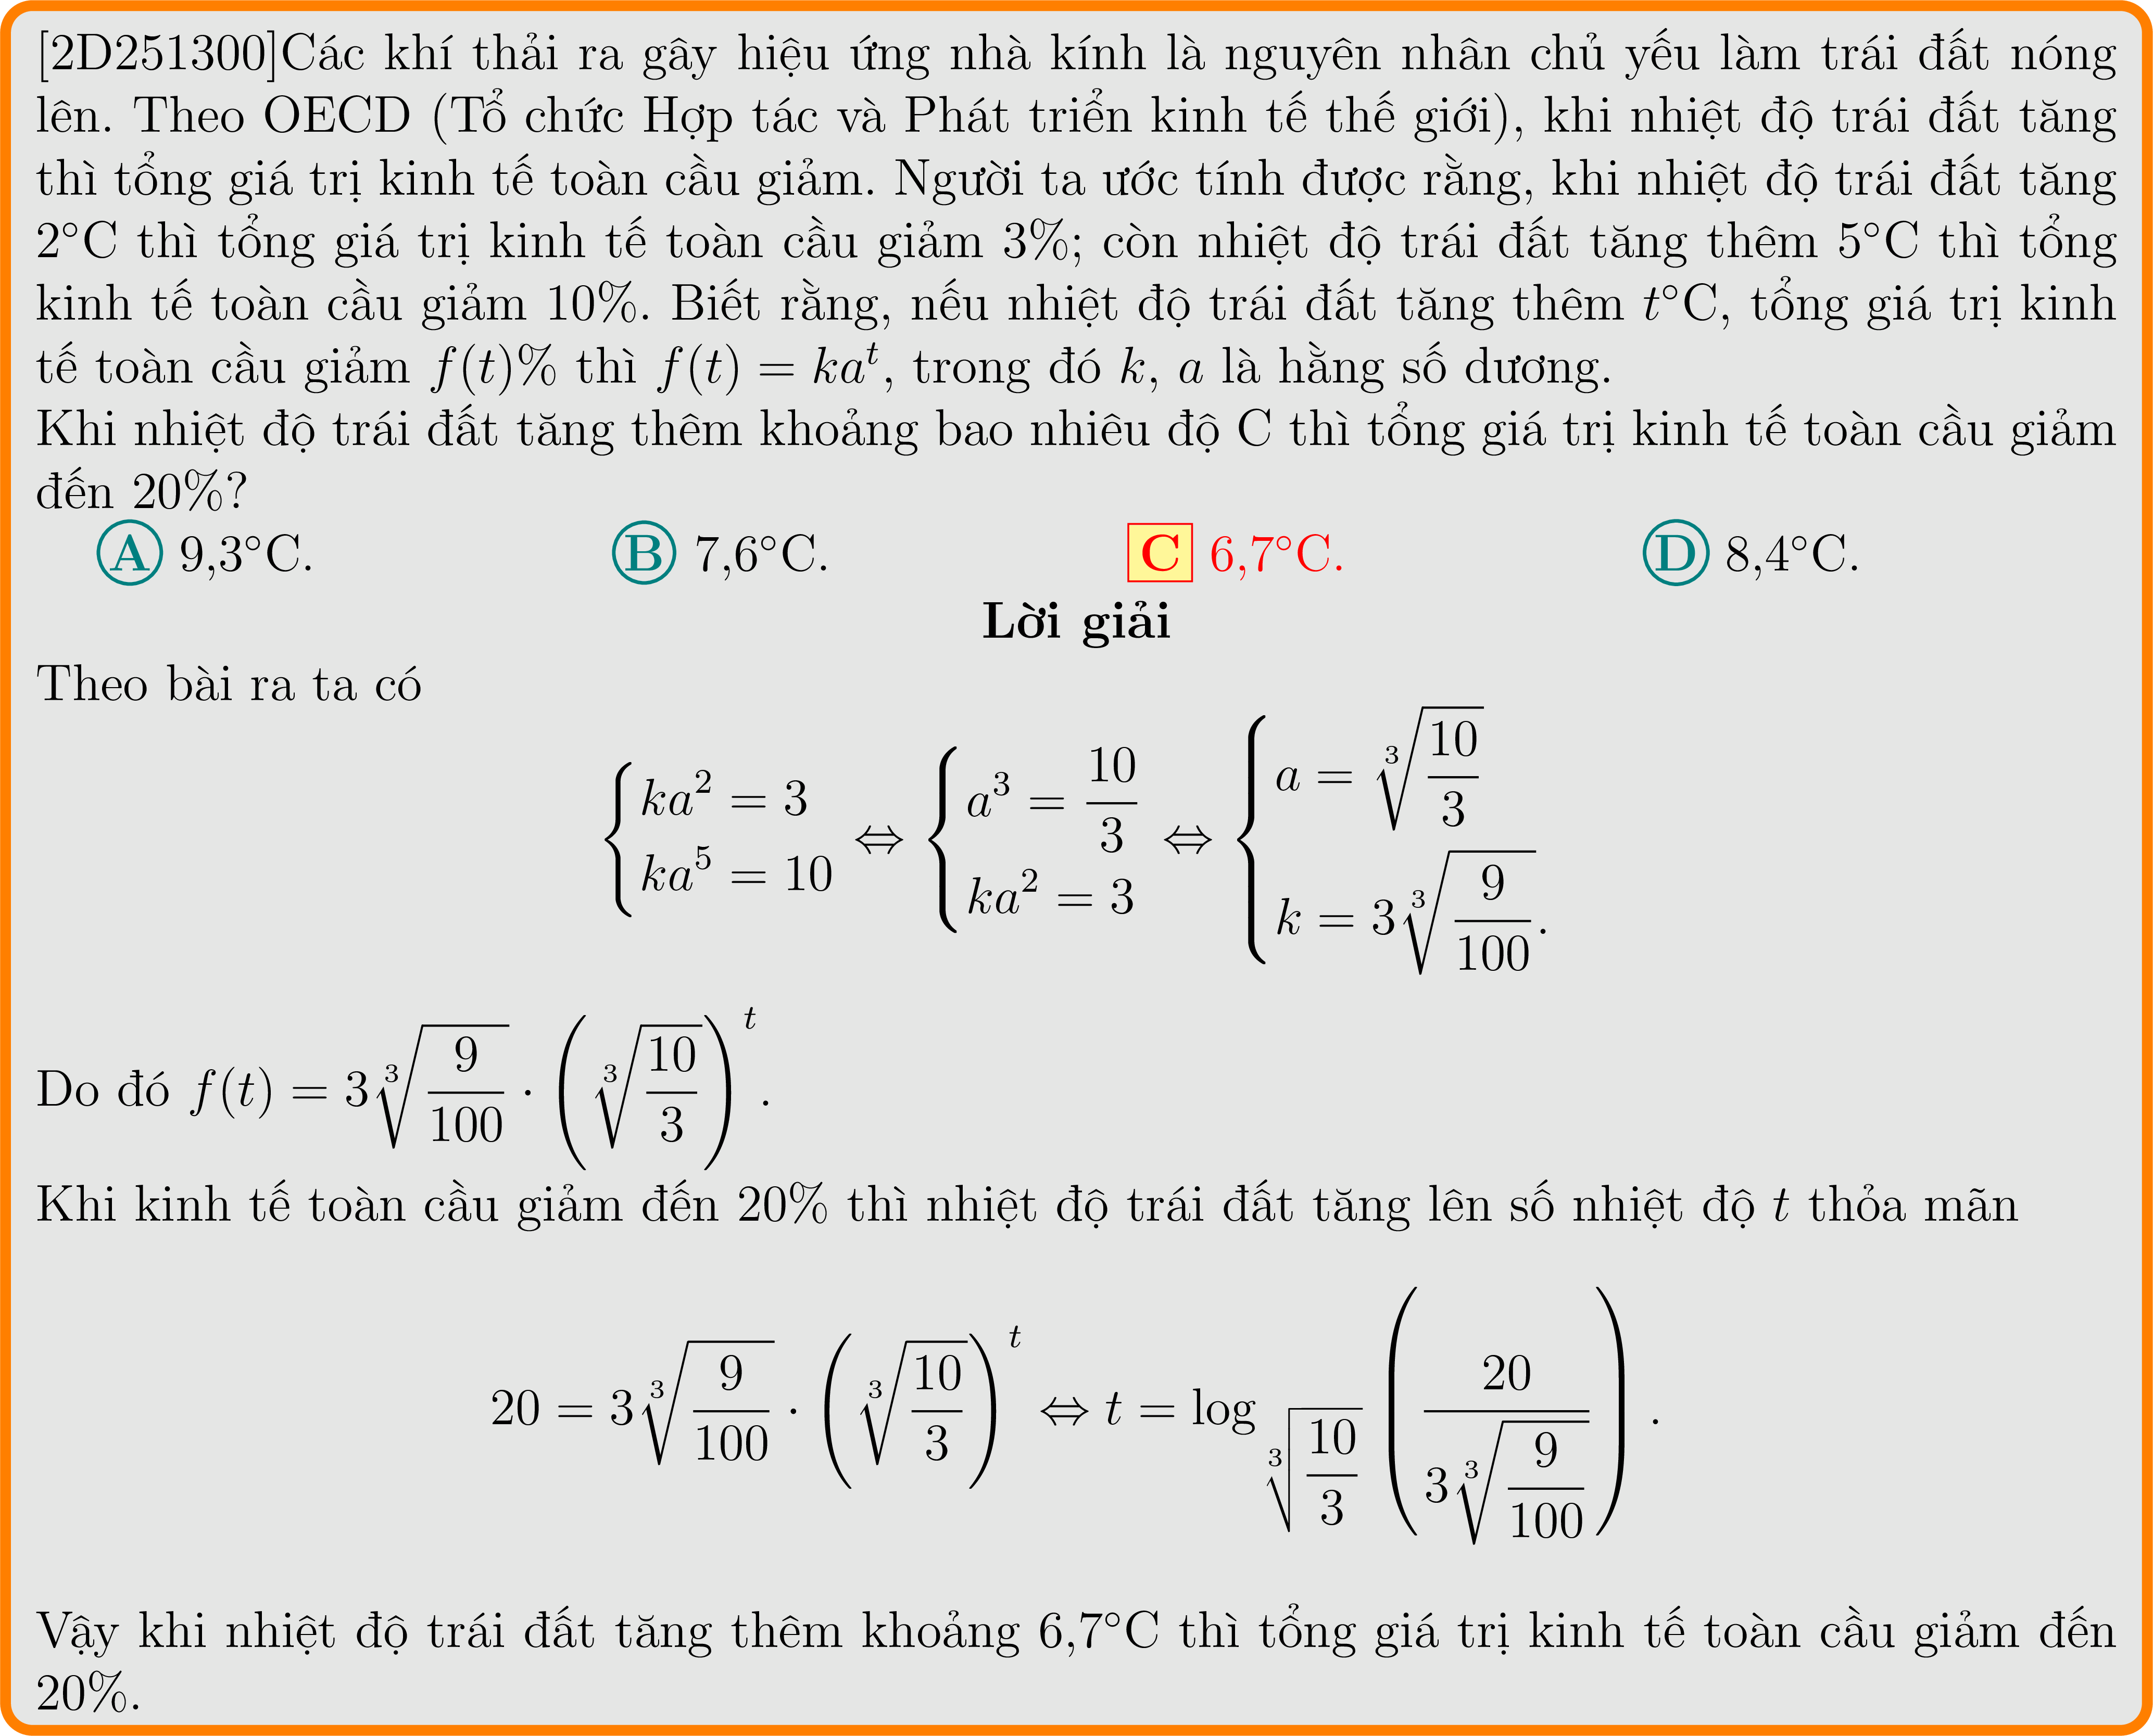 [2D251300]Các khí thải ra gây hiệu ứng nhà kính là nguyên nhân chủ yếu làm trái đất nóng
lên. Theo OECD (Tổ chức Hợp tác và Phát triển kinh tế thế giới), khi nhiệt độ trái đất tăng
thì tổng giá trị kinh tế toàn cầu giảm. Người ta ước tính được rằng, khi nhiệt độ trái đất tăng
2°C thì tổng giá trị kinh tế toàn cầu giảm 3%; còn nhiệt độ trái đất tăng thêm 5°C thì tổng
kinh tế toàn cầu giảm 10%. Biết rằng, nếu nhiệt độ trái đất tăng thêm t°C, tổng giá trị kinh
tế toàn cầu giảm f(t)% thì $f(t) = ka^t$, trong đó k, a là hằng số dương.
Khi nhiệt độ trái đất tăng thêm khoảng bao nhiêu độ C thì tổng giá trị kinh tế toàn cầu giảm
đến 20%?
A 9,3°C. B 7,6°C. C 6,7°C. D 8,4°C.
Lời giải
Theo bài ra ta có
$\begin{cases} ka^2 = 3 \\ ka^5 = 10 \end{cases} \Leftrightarrow \begin{cases} a^3 = \dfrac{10}{3} \\ ka^2 = 3 \end{cases} \Leftrightarrow \begin{cases} a = \sqrt[3]{\dfrac{10}{3}} \\ k = 3\sqrt[3]{\dfrac{9}{100}}. \end{cases}$
Do đó $f(t) = 3\sqrt[3]{\dfrac{9}{100}} \cdot \left(\sqrt[3]{\dfrac{10}{3}}\right)^t.$
Khi kinh tế toàn cầu giảm đến 20% thì nhiệt độ trái đất tăng lên số nhiệt độ t thỏa mãn
$20 = 3\sqrt[3]{\dfrac{9}{100}} \cdot \left(\sqrt[3]{\dfrac{10}{3}}\right)^t \Leftrightarrow t = \log_{\sqrt[3]{\dfrac{10}{3}}} \left(\dfrac{20}{3\sqrt[3]{\dfrac{9}{100}}}\right).$
Vậy khi nhiệt độ trái đất tăng thêm khoảng 6,7°C thì tổng giá trị kinh tế toàn cầu giảm đến
20%.